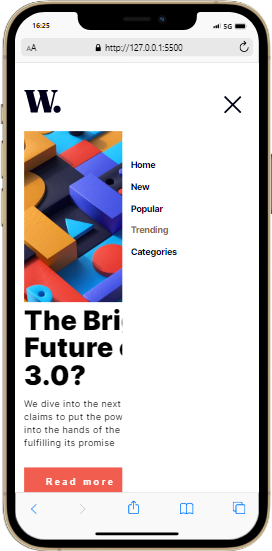 16:25
5G
AA
http://127.0.0.1:5500
W.
Home
New
Popular
Trending
Categories
The Bri
Future
3.0?
We dive into the next
claims to put the pow
into the hands of the
fulfilling its promise
Read more